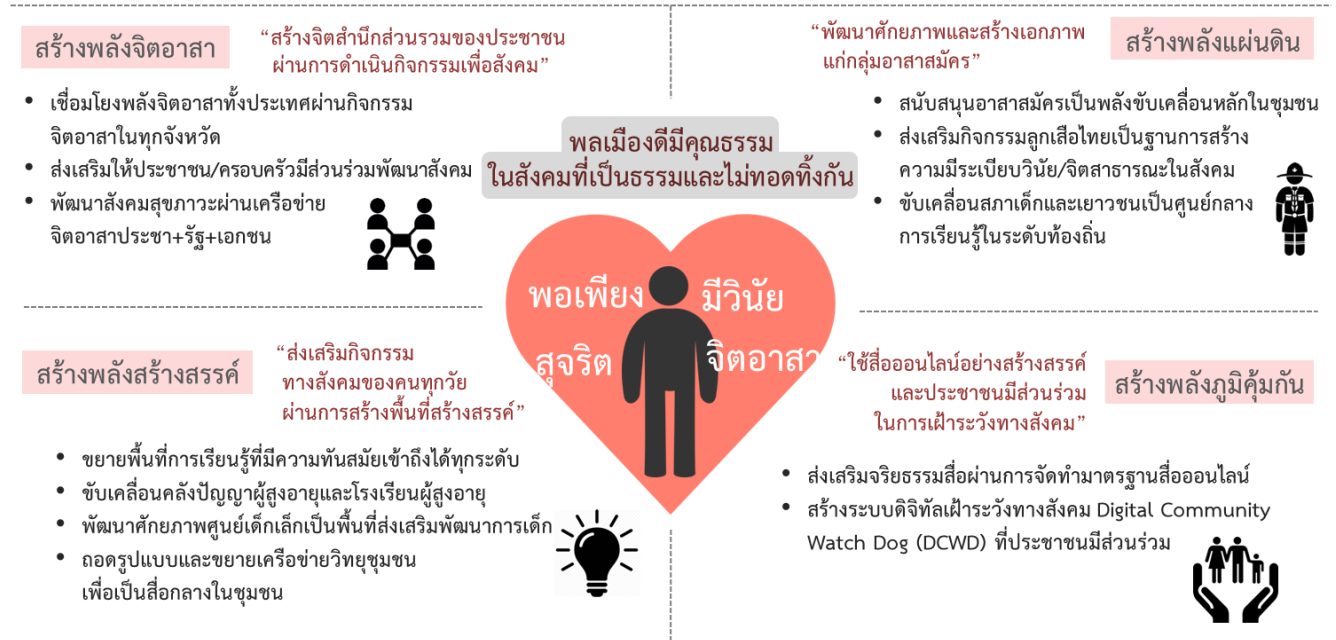 สร้างพลังจิตอาสา
“สร้างจิตสำนึกส่วนรวมของประชาชน
ผ่านการดำเนินกิจกรรมเพื่อสังคม”
• เชื่อมโยงพลังจิตอาสาทั้งประเทศผ่านกิจกรรม
จิตอาสาในทุกจังหวัด
• ส่งเสริมให้ประชาชน/ครอบครัวมีส่วนร่วมพัฒนาสังคม
• พัฒนาสังคมสุขภาวะผ่านเครือข่าย
จิตอาสาประชา+รัฐ+เอกชน
“พัฒนาศักยภาพและสร้างเอกภาพ
แก่กลุ่มอาสาสมัคร”
สร้างพลังแผ่นดิน
• สนับสนุนอาสาสมัครเป็นพลังขับเคลื่อนหลักในชุมชน
• ส่งเสริมกิจกรรมลูกเสือไทยเป็นฐานการสร้าง
ความมีระเบียบวินัย/จิตสาธารณะในสังคม
• ขับเคลื่อนสภาเด็กและเยาวชนเป็นศูนย์กลาง
การเรียนรู้ในระดับท้องถิ่น
พลเมืองดีมีคุณธรรม
ในสังคมที่เป็นธรรมและไม่ทอดทิ้งกัน
พอเพียง
มีวินัย
สุจริต
จิตอาสา
สร้างพลังสร้างสรรค์
“ส่งเสริมกิจกรรม
ทางสังคมของคนทุกวัย
ผ่านการสร้างพื้นที่สร้างสรรค์”
• ขยายพื้นที่การเรียนรู้ที่มีความทันสมัยเข้าถึงได้ทุกระดับ
• ขับเคลื่อนคลังปัญญาผู้สูงอายุและโรงเรียนผู้สูงอายุ
• พัฒนาศักยภาพศูนย์เด็กเล็กเป็นพื้นที่ส่งเสริมพัฒนาการเด็ก
• ถอดรูปแบบและขยายเครือข่ายวิทยุชุมชน
เพื่อเป็นสื่อกลางในชุมชน
“ใช้สื่อออนไลน์อย่างสร้างสรรค์
และประชาชนมีส่วนร่วม
ในการเฝ้าระวังทางสังคม”
สร้างพลังภูมิคุ้มกัน
• ส่งเสริมจริยธรรมสื่อผ่านการจัดทำมาตรฐานสื่อออนไลน์
• สร้างระบบดิจิทัลเฝ้าระวังทางสังคม Digital Community
Watch Dog (DCWD) ที่ประชาชนมีส่วนร่วม